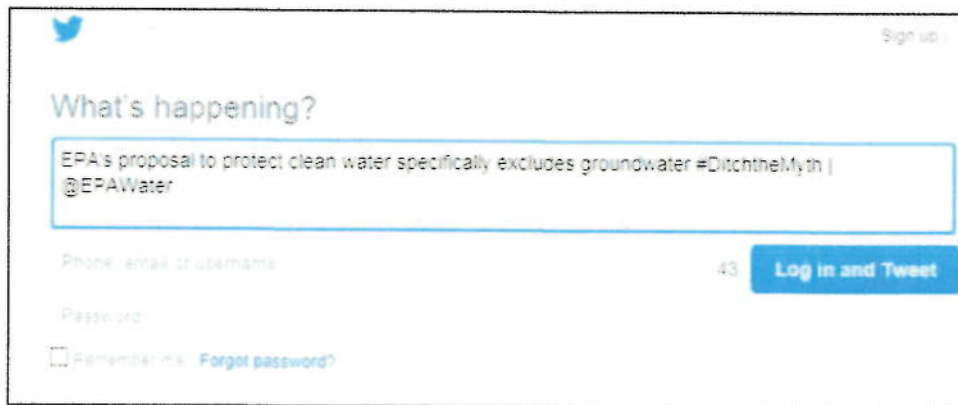 Sign up
What's happening?
EPA's proposal to protect clean water specifically excludes groundwater #DitchtheMyth |
@EPAWater
Phone, email or username
43
Log in and Tweet
Password
Remember me
Forgot password?